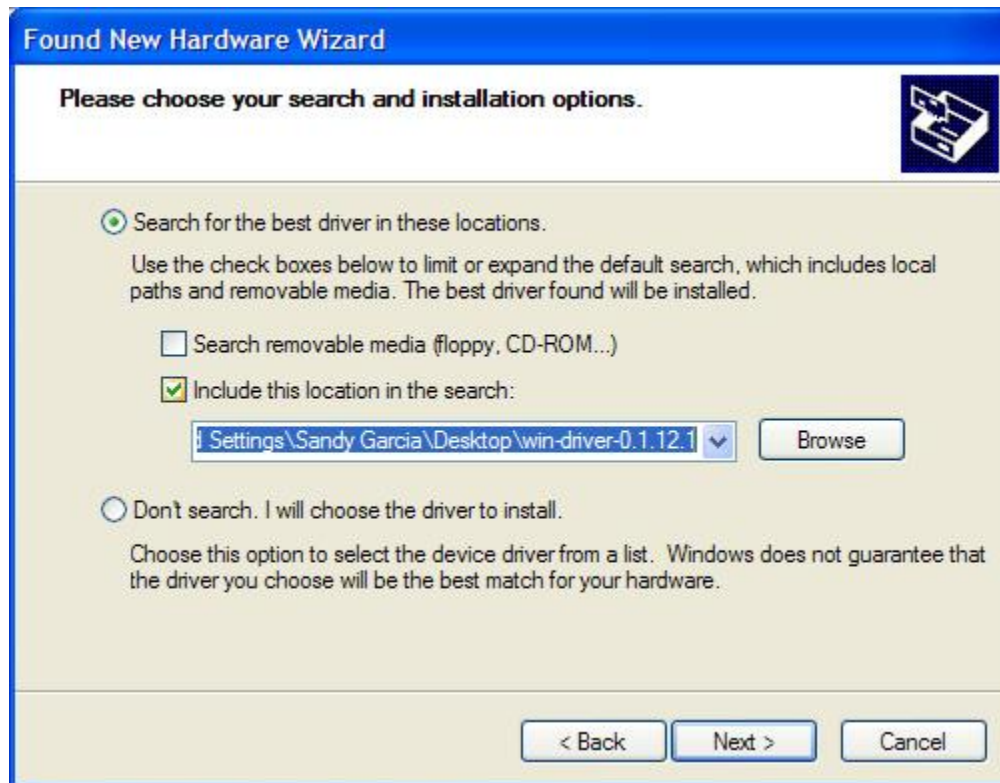 Found New Hardware Wizard
Please choose your search and installation options.
Search for the best driver in these locations.
Use the check boxes below to limit or expand the default search, which includes local
paths and removable media. The best driver found will be installed.
Search removable media (floppy, CD-ROM...)
Include this location in the search:
d Settings\Sandy Garcia\Desktop\win-driver-0.1.12.1
Browse
Don't search. I will choose the driver to install.
Choose this option to select the device driver from a list. Windows does not guarantee that
the driver you choose will be the best match for your hardware.
< Back Next > Cancel